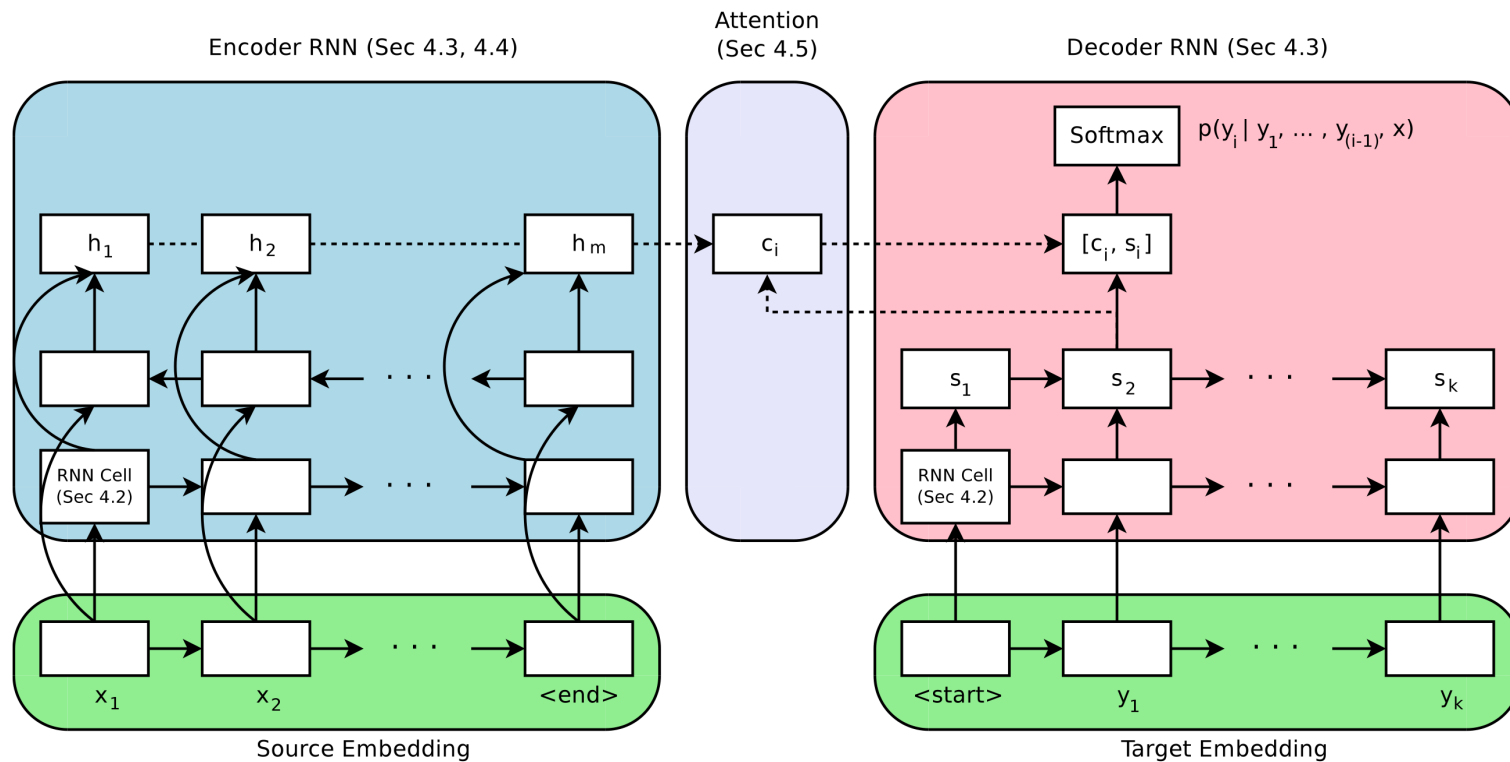 Attention
(Sec 4.5)
Encoder RNN (Sec 4.3, 4.4)
Decoder RNN (Sec 4.3)
Softmax
p(y_i | y_1, ... , y_(i-1), x)
h_1
h_2
h_m
c_i
[c_i, s_i]
. . .
s_1
s_2
. . .
s_k
RNN Cell
(Sec 4.2)
. . .
RNN Cell
(Sec 4.2)
. . .
. . .
. . .
x_1
x_2
<end>
<start>
y_1
y_k
Source Embedding
Target Embedding